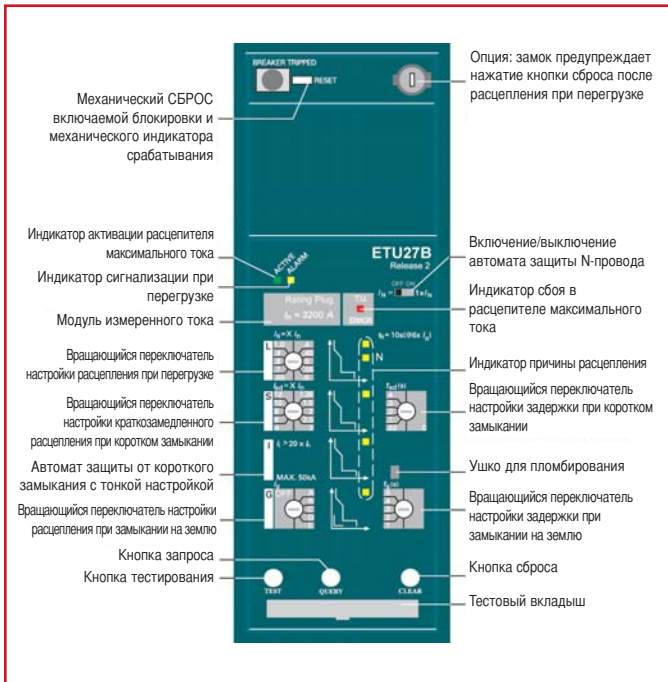 BREAKER TRIPPED
RESET
Механический СБРОС
включаемой блокировки и
механического индикатора
срабатывания
Опция: замок предупреждает
нажатие кнопки сброса после
расцепления при перегрузке
Индикатор активации расцепителя
максимального тока
Индикатор сигнализации при
перегрузке
Модуль измеренного тока
Вращающийся переключатель
настройки расцепления при перегрузке
Вращающийся переключатель
настройки краткозамедленного
расцепления при коротком замыкании
Автомат защиты от короткого
замыкания с тонкой настройкой
Вращающийся переключатель настройки
расцепления при замыкании на землю
Кнопка запроса
Кнопка тестирования
ACTIVE
ALARM
ETU27B
Release 2
OFF ON
Rating Plug
In = 3200 A
T.U.
ERROR
L
N
S
I
MAX. 50kA
G
OFF
TEST
QUERY
CLEAR
Включение/выключение
автомата защиты N-провода
Индикатор сбоя в
расцепителе максимального
тока
Индикатор причины расцепления
Вращающийся переключатель
настройки задержки при коротком
замыкании
Ушко для пломбирования
Вращающийся переключатель
настройки задержки при
замыкании на землю
Кнопка сброса
Тестовый вкладыш